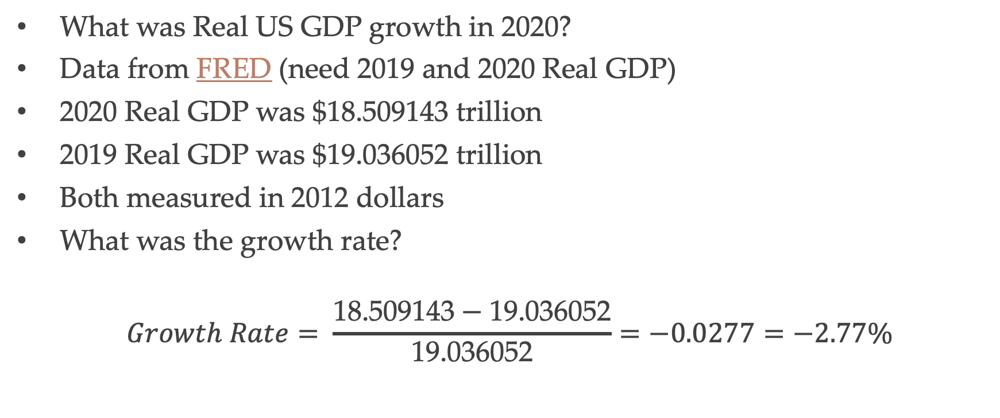 • What was Real US GDP growth in 2020?
• Data from FRED (need 2019 and 2020 Real GDP)
• 2020 Real GDP was $18.509143 trillion
• 2019 Real GDP was $19.036052 trillion
• Both measured in 2012 dollars
• What was the growth rate?
18.509143 – 19.036052
Growth Rate = = −0.0277 = −2.77%
19.036052